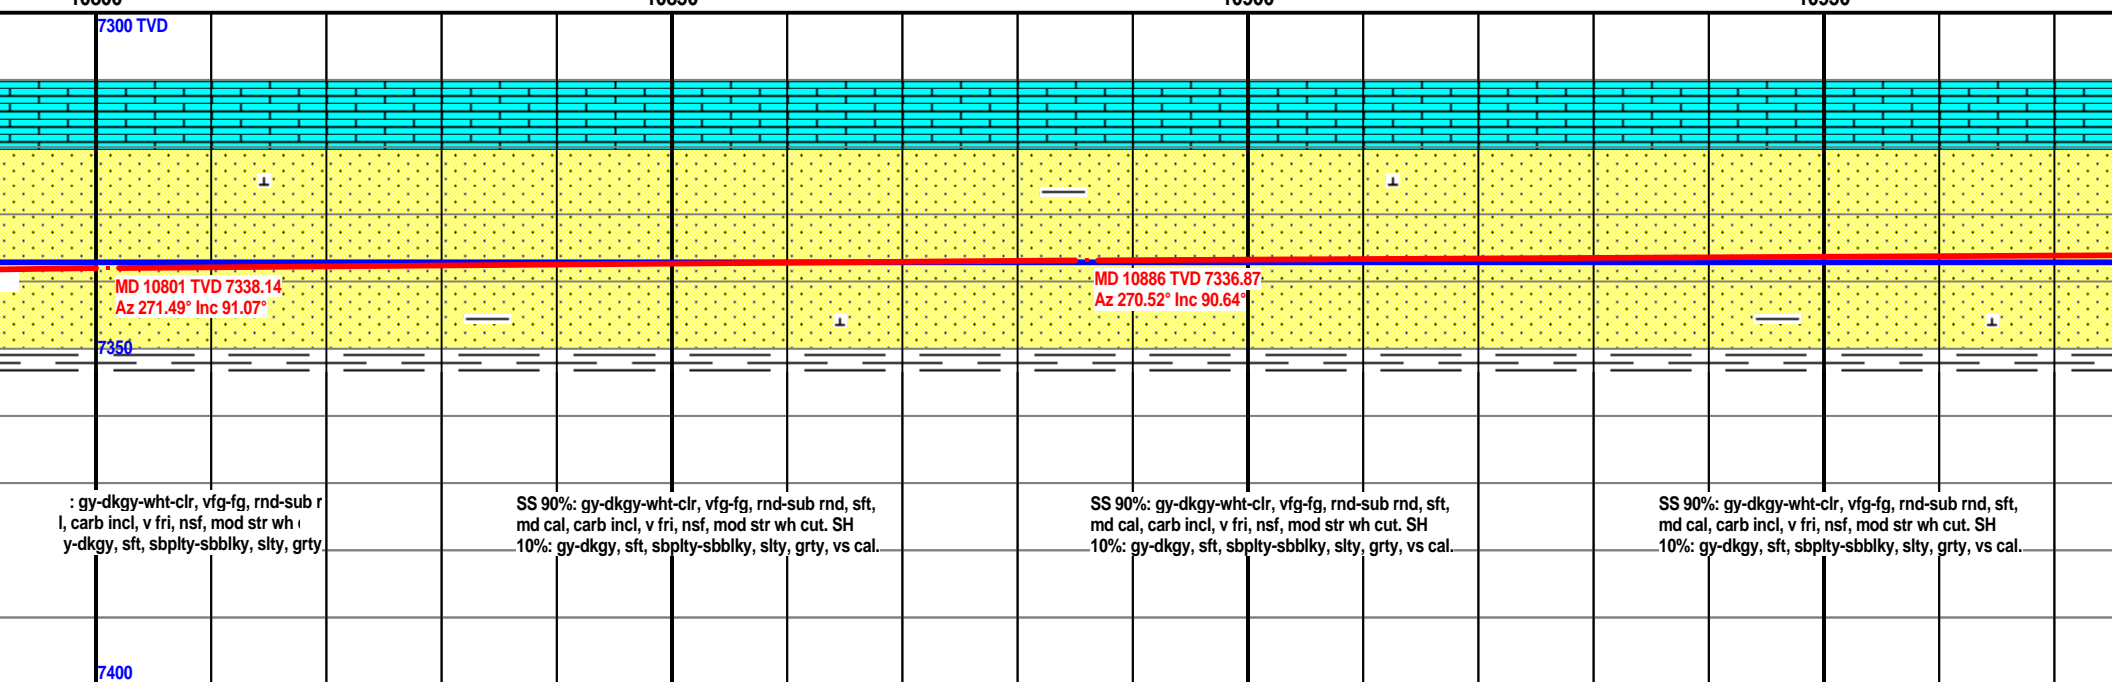 10800 10850 10900 10950
7300 TVD
MD 10801 TVD 7338.14
Az 271.49° Inc 91.07°
MD 10886 TVD 7336.87
Az 270.52° Inc 90.64°
7350
: gy-dkgy-wht-clr, vfg-fg, rnd-sub r
l, carb incl, v fri, nsf, mod str wh
y-dkgy, sft, sbplty-sbblky, slty, grty
SS 90%: gy-dkgy-wht-clr, vfg-fg, rnd-sub rnd, sft,
md cal, carb incl, v fri, nsf, mod str wh cut. SH
10%: gy-dkgy, sft, sbplty-sbblky, slty, grty, vs cal.
SS 90%: gy-dkgy-wht-clr, vfg-fg, rnd-sub rnd, sft,
md cal, carb incl, v fri, nsf, mod str wh cut. SH
10%: gy-dkgy, sft, sbplty-sbblky, slty, grty, vs cal.
SS 90%: gy-dkgy-wht-clr, vfg-fg, rnd-sub rnd, sft,
md cal, carb incl, v fri, nsf, mod str wh cut. SH
10%: gy-dkgy, sft, sbplty-sbblky, slty, grty, vs cal.
7400